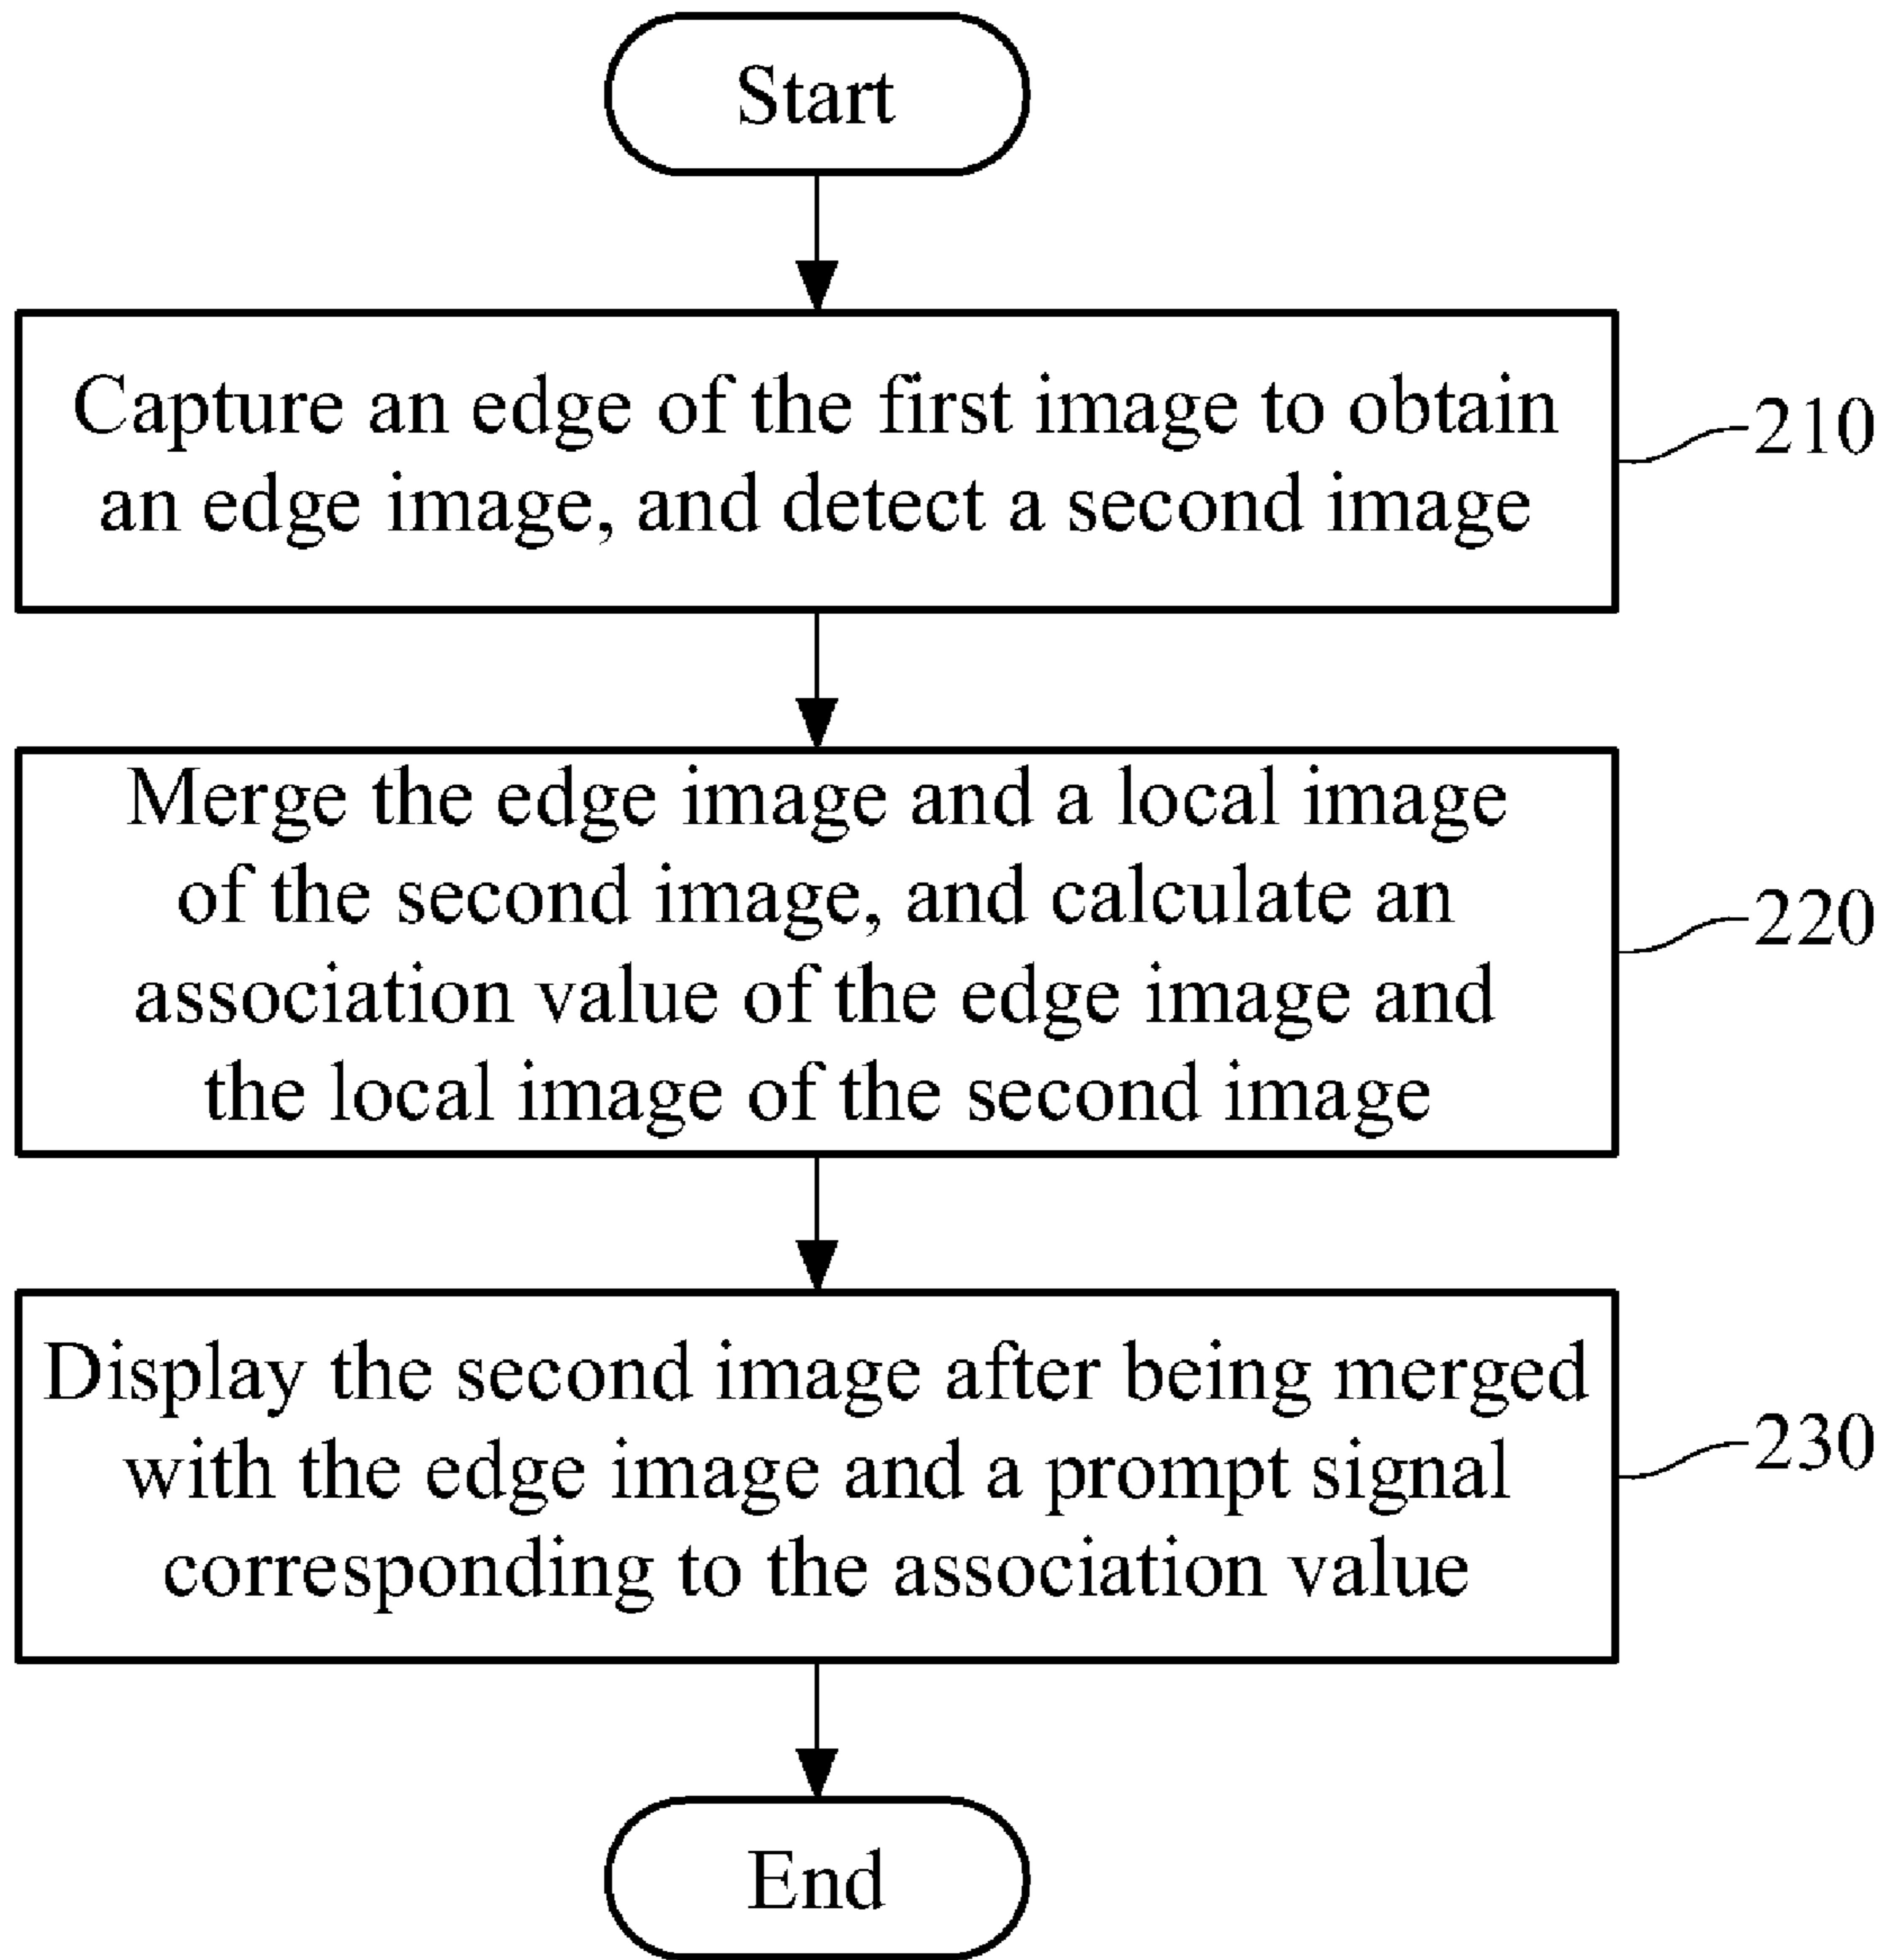 Start
Capture an edge of the first image to obtain
an edge image, and detect a second image
210
Merge the edge image and a local image
of the second image, and calculate an
association value of the edge image and
the local image of the second image
220
Display the second image after being merged
with the edge image and a prompt signal
corresponding to the association value
230
End